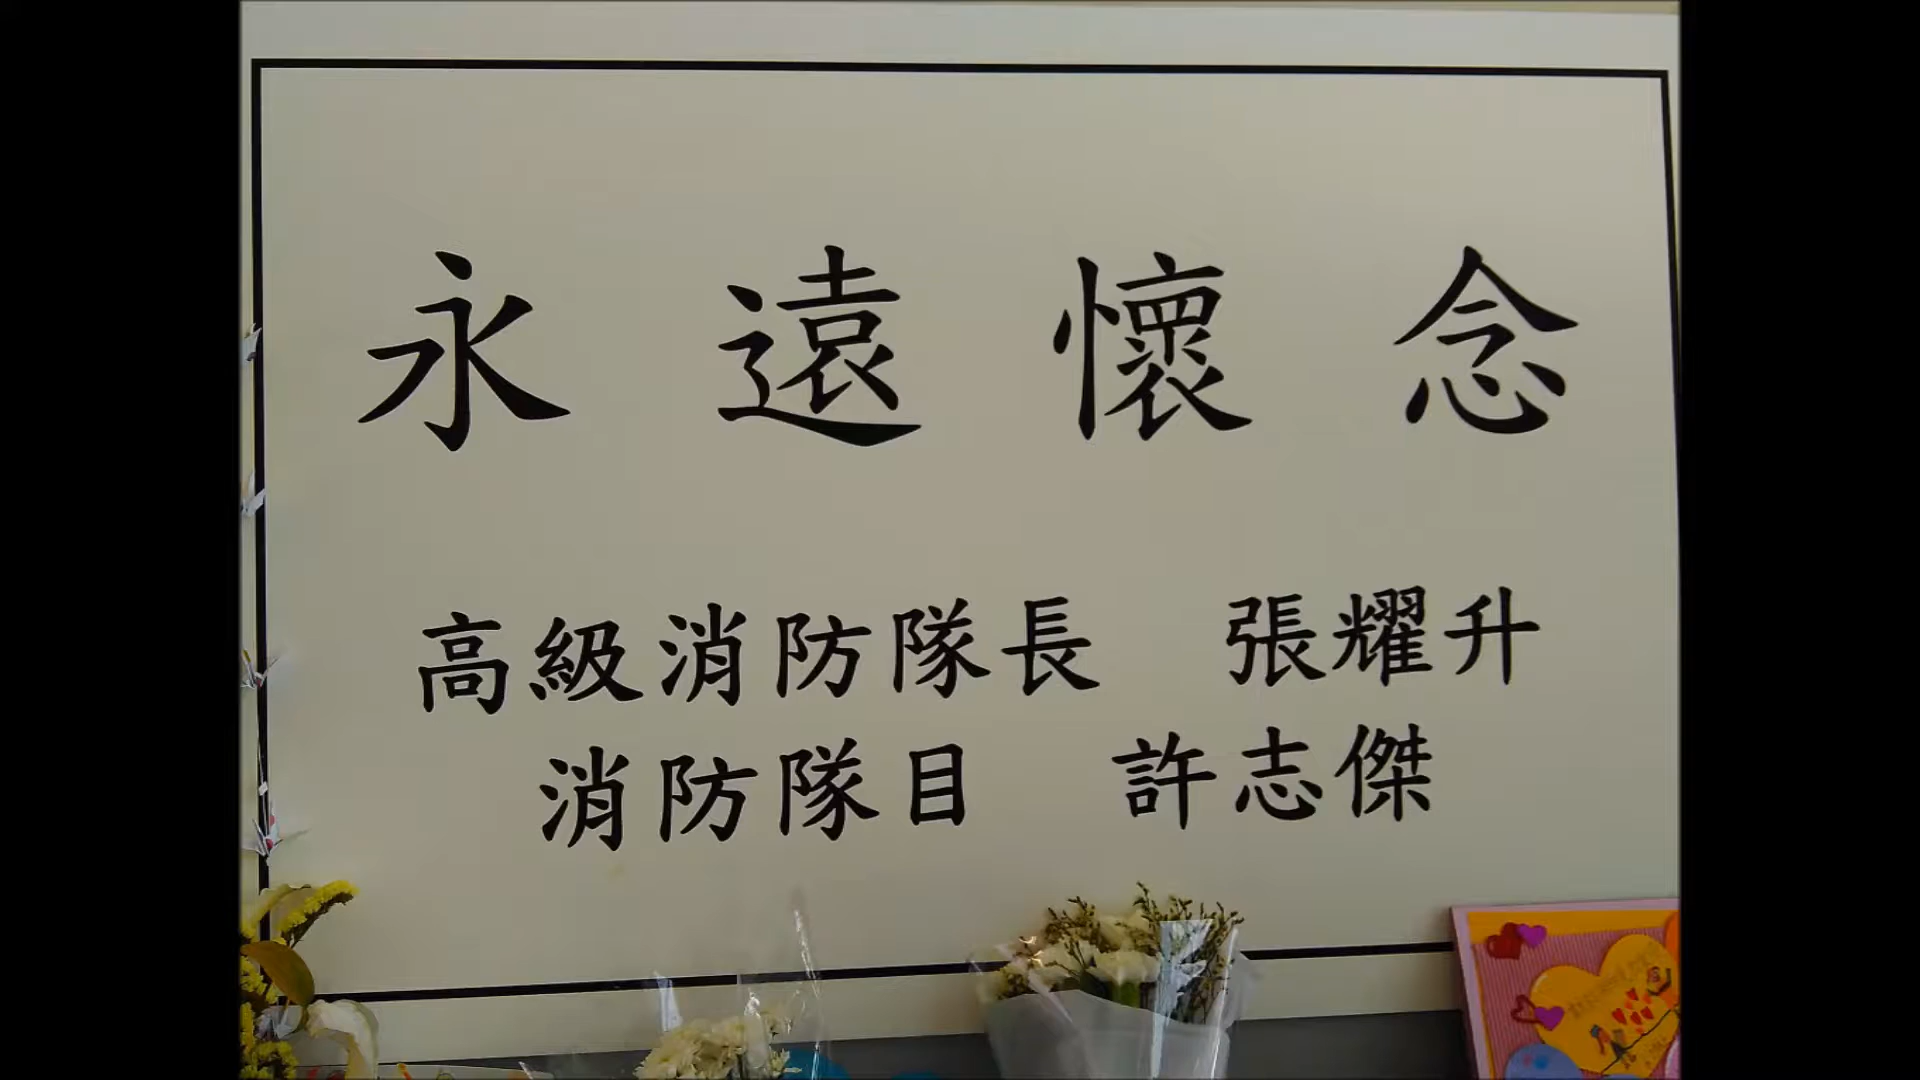 永遠懷念
高級消防隊長 張耀升
消防隊目 許志傑